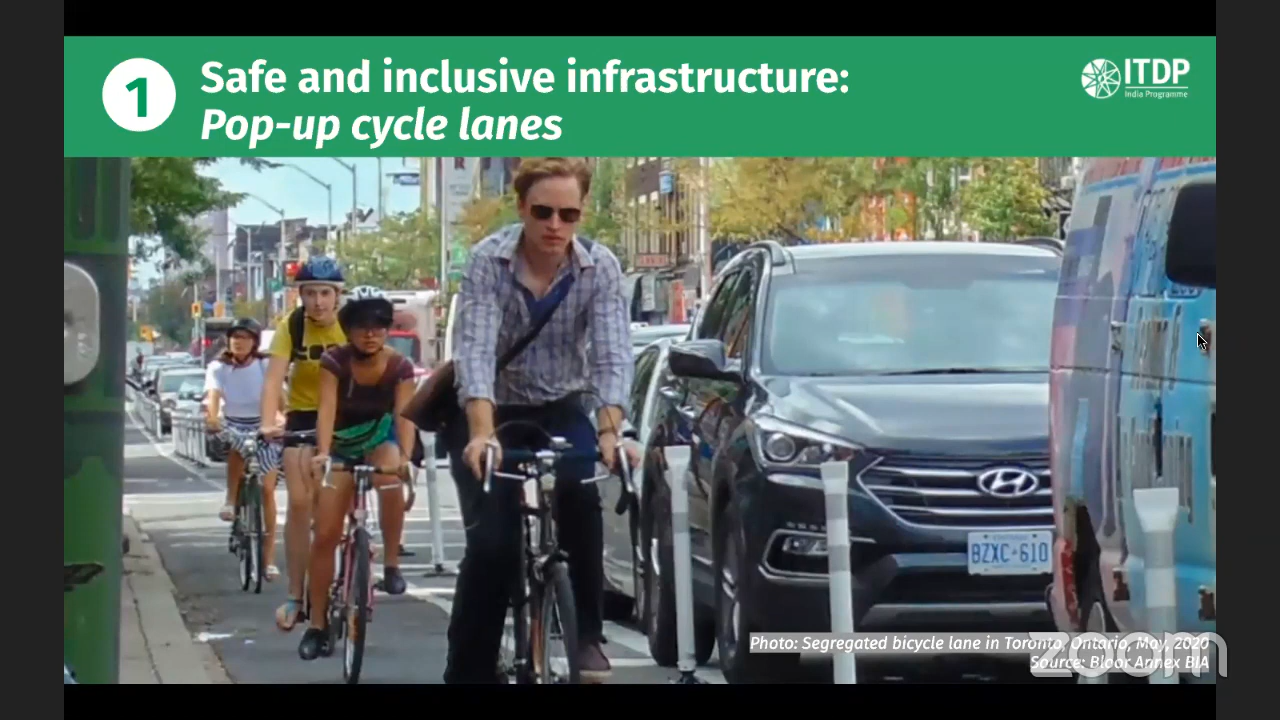 1
Safe and inclusive infrastructure:
Pop-up cycle lanes
ITDP
India Programme
BZXC·610
Photo: Segregated bicycle lane in Toronto, Ontario, May, 2020
Source: Bloor Annex BIA
zoom